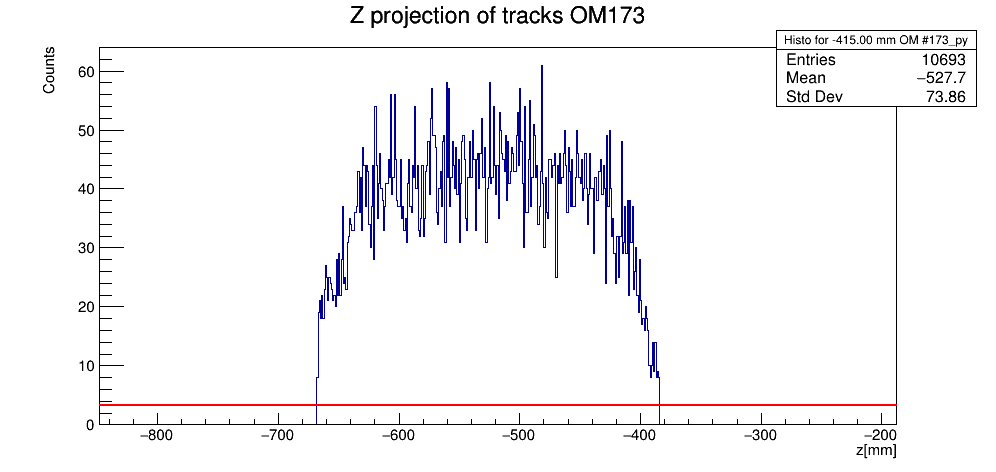 Z projection of tracks OM173
Histo for -415.00 mm OM #173_py
Entries 10693
Mean −527.7
Std Dev 73.86
Counts
60
50
40
30
20
10
0
−800 −700 −600 −500 −400 −300 −200
z[mm]